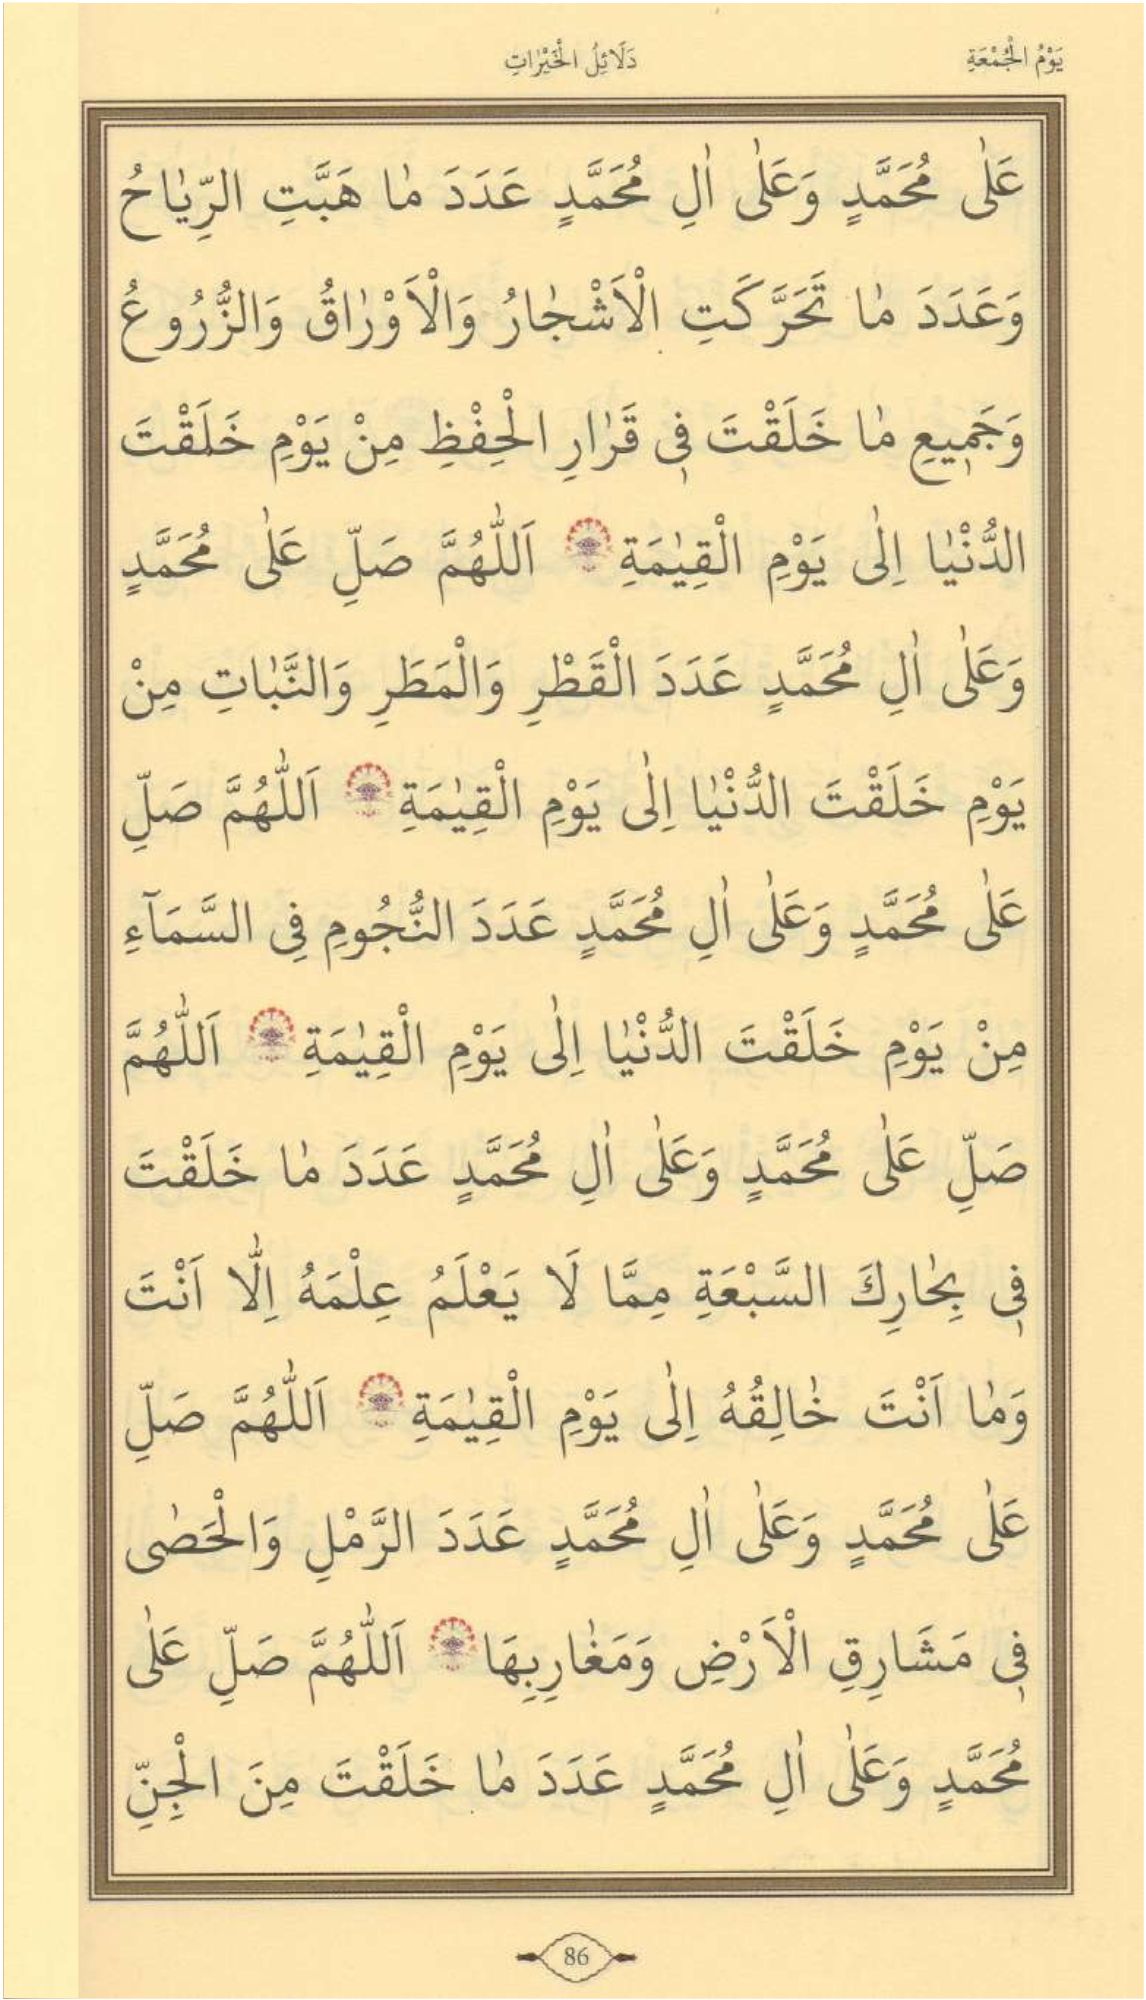 يَوْمُ الْجُمْعَةِ
دَلَائِلُ الْخَيْرٰاتِ
عَلٰى مُحَمَّدٍ وَعَلٰى اٰلِ مُحَمَّدٍ عَدَدَ مٰا هَبَّتِ الرِّيٰاحُ
وَعَدَدَ مٰا تَحَرَّكَتِ الْاَشْجٰارُ وَالْاَوْرٰاقُ وَالزُّرُوعُ
وَجَمٖيعِ مٰا خَلَقْتَ فٖى قَرٰارِ الْحِفْظِ مِنْ يَوْمِ خَلَقْتَ
الدُّنْيٰا اِلٰى يَوْمِ الْقِيٰمَةِ اَللّٰهُمَّ صَلِّ عَلٰى مُحَمَّدٍ
وَعَلٰى اٰلِ مُحَمَّدٍ عَدَدَ الْقَطْرِ وَالْمَطَرِ وَالنَّبٰاتِ مِنْ
يَوْمِ خَلَقْتَ الدُّنْيٰا اِلٰى يَوْمِ الْقِيٰمَةِ اَللّٰهُمَّ صَلِّ
عَلٰى مُحَمَّدٍ وَعَلٰى اٰلِ مُحَمَّدٍ عَدَدَ النُّجُومِ فِى السَّمَآءِ
مِنْ يَوْمِ خَلَقْتَ الدُّنْيٰا اِلٰى يَوْمِ الْقِيٰمَةِ اَللّٰهُمَّ
صَلِّ عَلٰى مُحَمَّدٍ وَعَلٰى اٰلِ مُحَمَّدٍ عَدَدَ مٰا خَلَقْتَ
فٖى بِحٰارِكَ السَّبْعَةِ مِمَّا لَا يَعْلَمُ عِلْمَهُ اِلّٰا اَنْتَ
وَمٰا اَنْتَ خٰالِقُهُ اِلٰى يَوْمِ الْقِيٰمَةِ اَللّٰهُمَّ صَلِّ
عَلٰى مُحَمَّدٍ وَعَلٰى اٰلِ مُحَمَّدٍ عَدَدَ الرَّمْلِ وَالْحَصٰى
فٖى مَشَارِقِ الْاَرْضِ وَمَغٰارِبِهَا اَللّٰهُمَّ صَلِّ عَلٰى
مُحَمَّدٍ وَعَلٰى اٰلِ مُحَمَّدٍ عَدَدَ مٰا خَلَقْتَ مِنَ الْجِنِّ
86